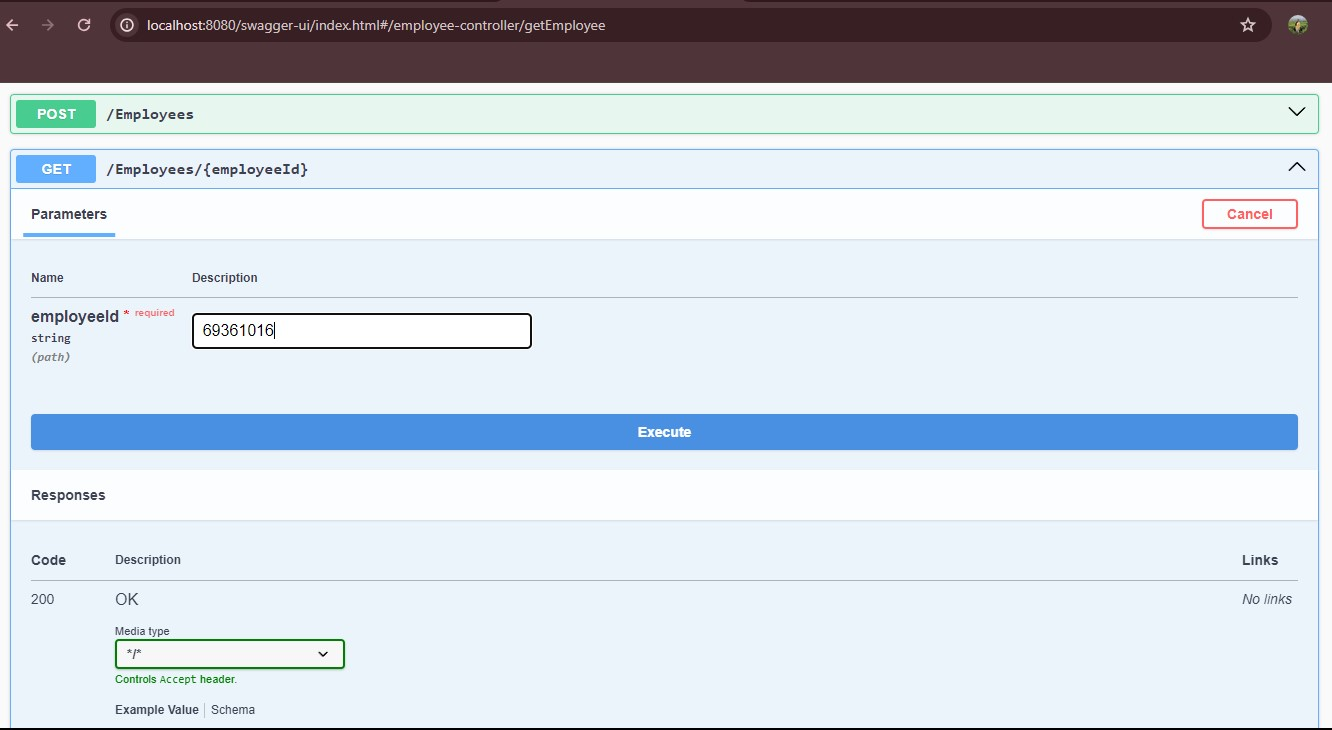 localhost:8080/swagger-ui/index.html#/employee-controller/getEmployee
POST /Employees
GET /Employees/{employeeId}
Parameters Cancel
Name Description
employeeId * required 69361016
string
(path)
Execute
Responses
Code Description Links
200 OK No links
Media type
*/*
Controls Accept header.
Example Value | Schema